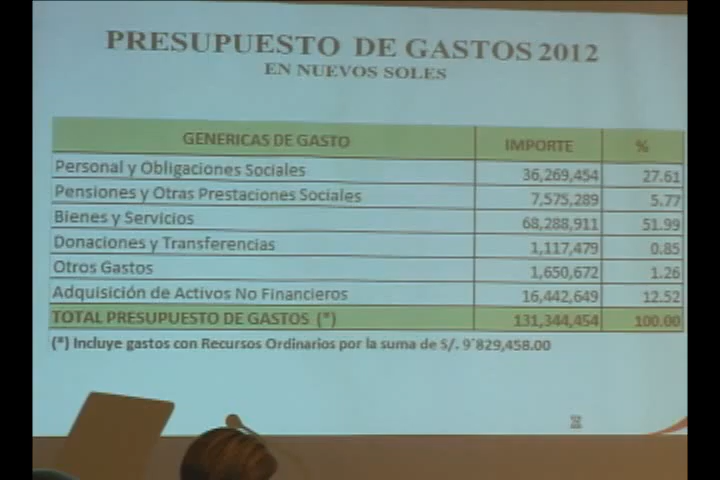 PRESUPUESTO DE GASTOS 2012
EN NUEVOS SOLES
GENERICAS DE GASTO IMPORTE %
Personal y Obligaciones Sociales 36,269,454 27.61
Pensiones y Otras Prestaciones Sociales 7,575,289 5.77
Bienes y Servicios 68,288,911 51.99
Donaciones y Transferencias 1,117,479 0.85
Otros Gastos 1,650,672 1.26
Adquisición de Activos No Financieros 16,442,649 12.52
TOTAL PRESUPUESTO DE GASTOS (*) 131,344,454 100.00
(*) Incluye gastos con Recursos Ordinarios por la suma de S/. 9´829,458.00